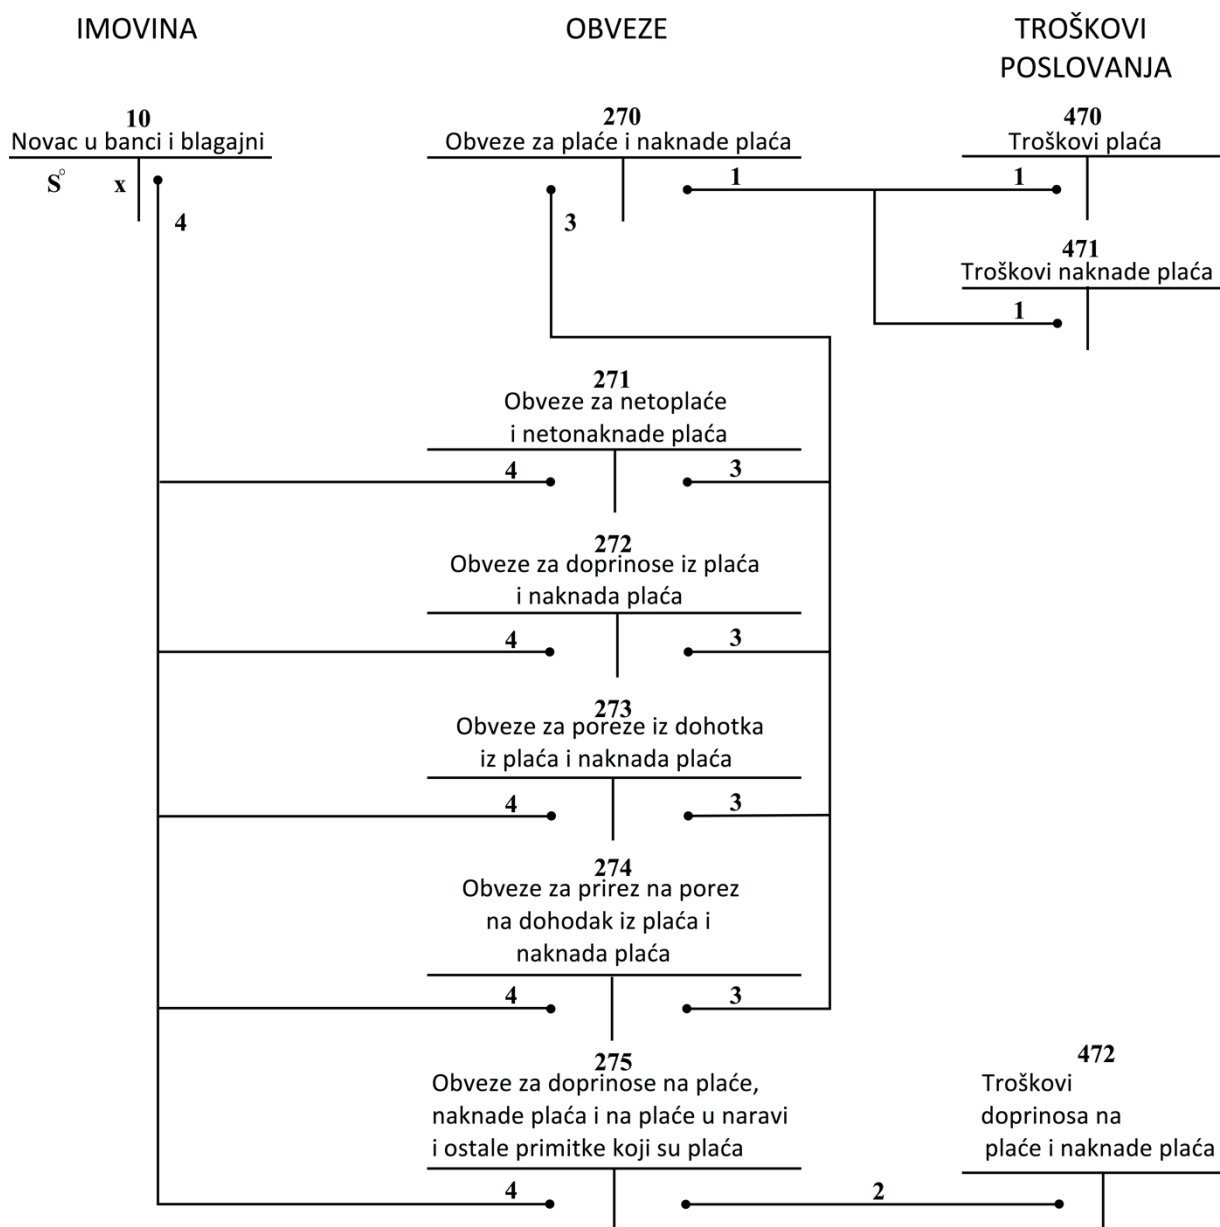 IMOVINA
OBVEZE
TROŠKOVI
POSLOVANJA
10
Novac u banci i blagajni
S° x
4
270
Obveze za plaće i naknade plaća
3
1
470
Troškovi plaća
1
471
Troškovi naknade plaća
1
271
Obveze za netoplaće
i netonaknade plaća
4
3
272
Obveze za doprinose iz plaća
i naknada plaća
4
3
273
Obveze za poreze iz dohotka
iz plaća i naknada plaća
4
3
274
Obveze za prirez na porez
na dohodak iz plaća i
naknada plaća
4
3
275
Obveze za doprinose na plaće,
naknade plaća i na plaće u naravi
i ostale primitke koji su plaća
4
2
472
Troškovi
doprinosa na
plaće i naknade plaća